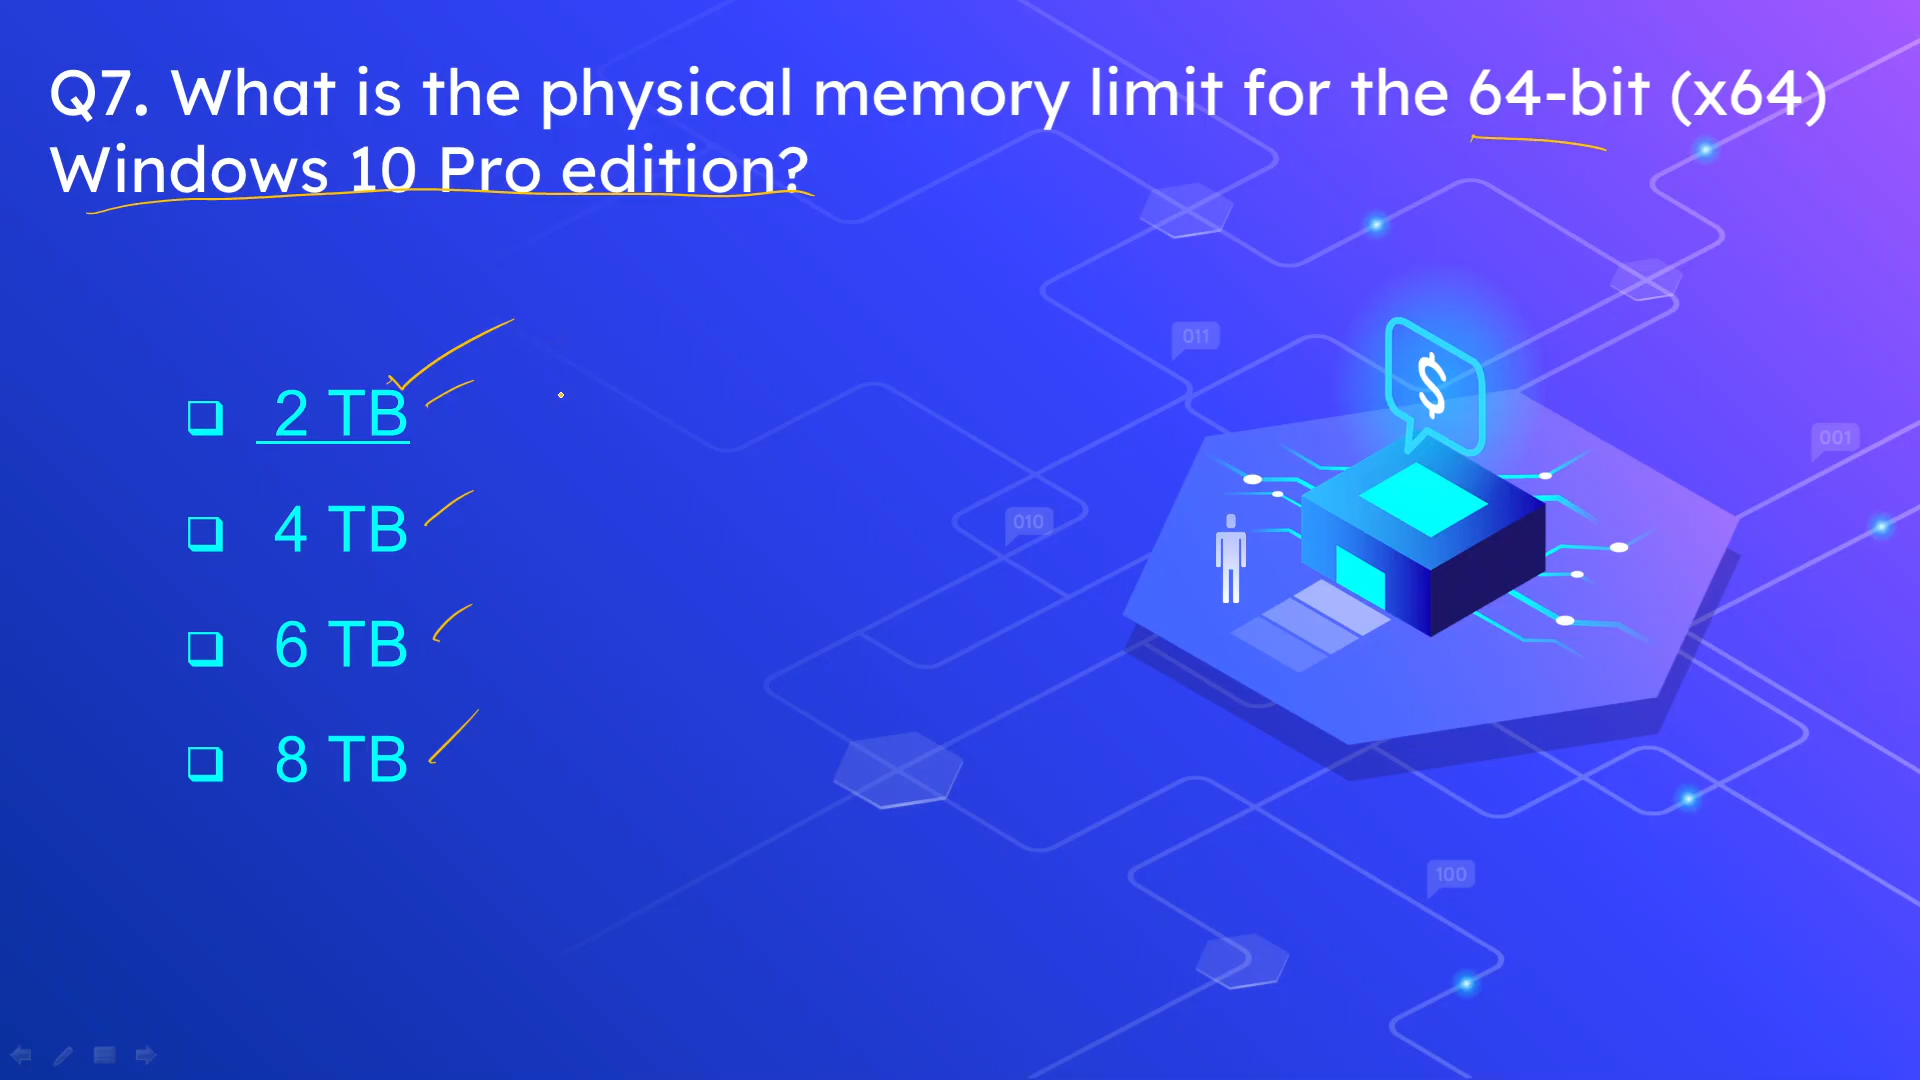 Q7. What is the physical memory limit for the 64-bit (x64)
Windows 10 Pro edition?
2 TB
4 TB
6 TB
8 TB
$
011
001
010
100